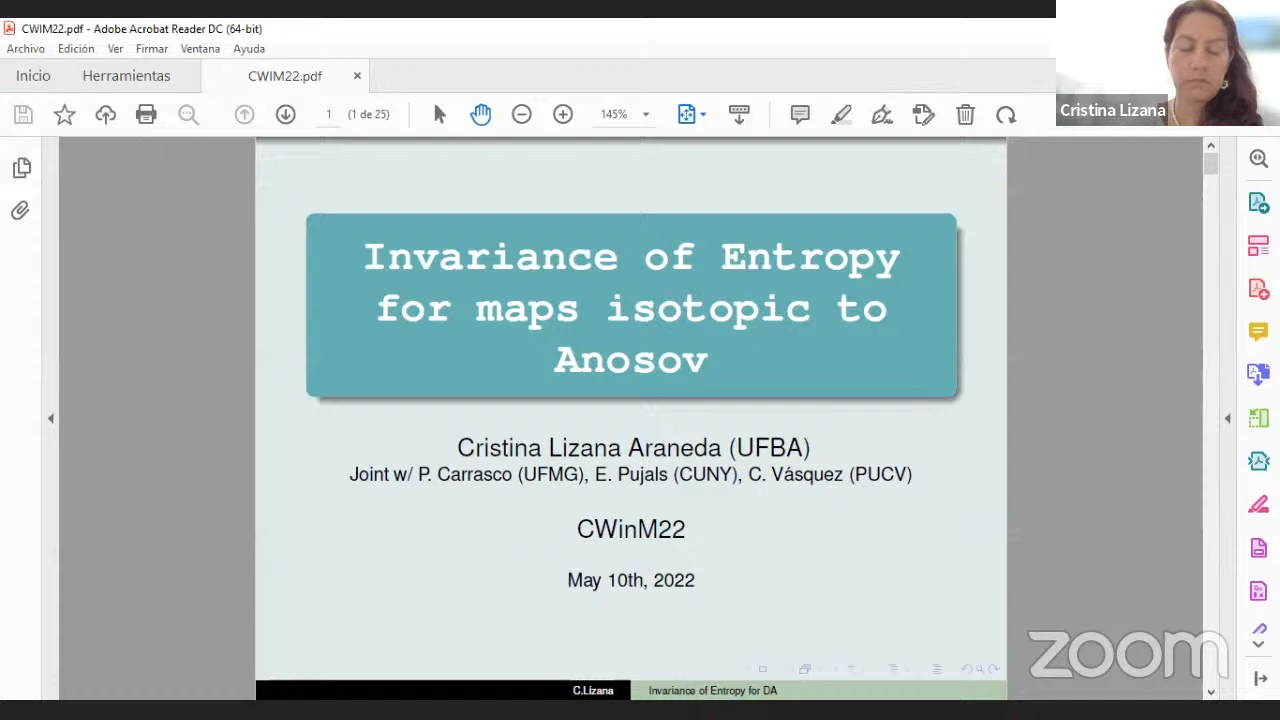 CWIM22.pdf - Adobe Acrobat Reader DC (64-bit)
Archivo Edición Ver Firmar Ventana Ayuda
Inicio Herramientas CWIM22.pdf ×
1 (1 de 25) 145%
Cristina Lizana
Invariance of Entropy
for maps isotopic to
Anosov
Cristina Lizana Araneda (UFBA)
Joint w/ P. Carrasco (UFMG), E. Pujals (CUNY), C. Vásquez (PUCV)
CWinM22
May 10th, 2022
zoom
C.Lizana Invariance of Entropy for DA